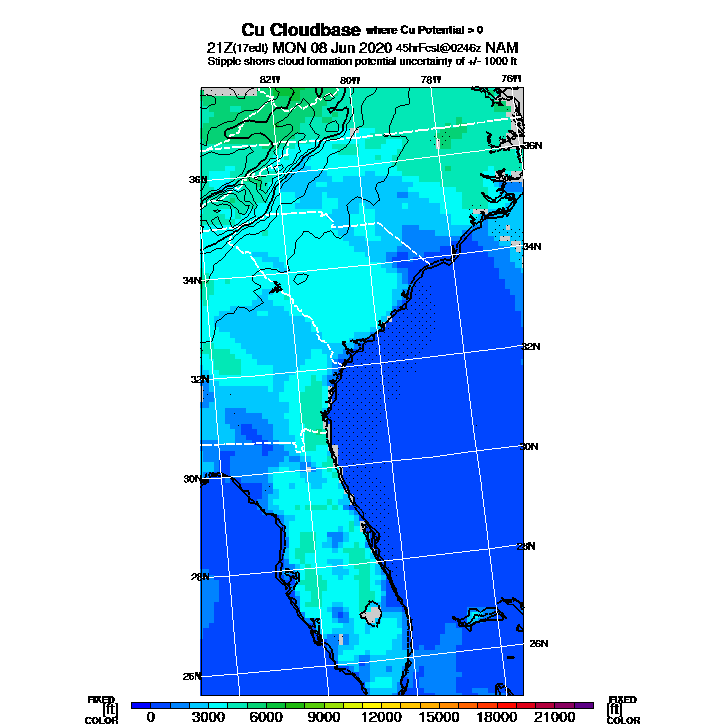 Cu Cloudbase where Cu Potential > 0
21Z(17edt) MON 08 Jun 2020 45hrFcst@0246z NAM
Stipple shows cloud formation potential uncertainty of +/- 1000 ft
82W 80W 78W 76W
36N
36N
34N
34N
32N
32N
30N
30N
28N
28N
26N
26N
FIXED FIXED
[ft] [ft]
COLOR COLOR
0 3000 6000 9000 12000 15000 18000 21000